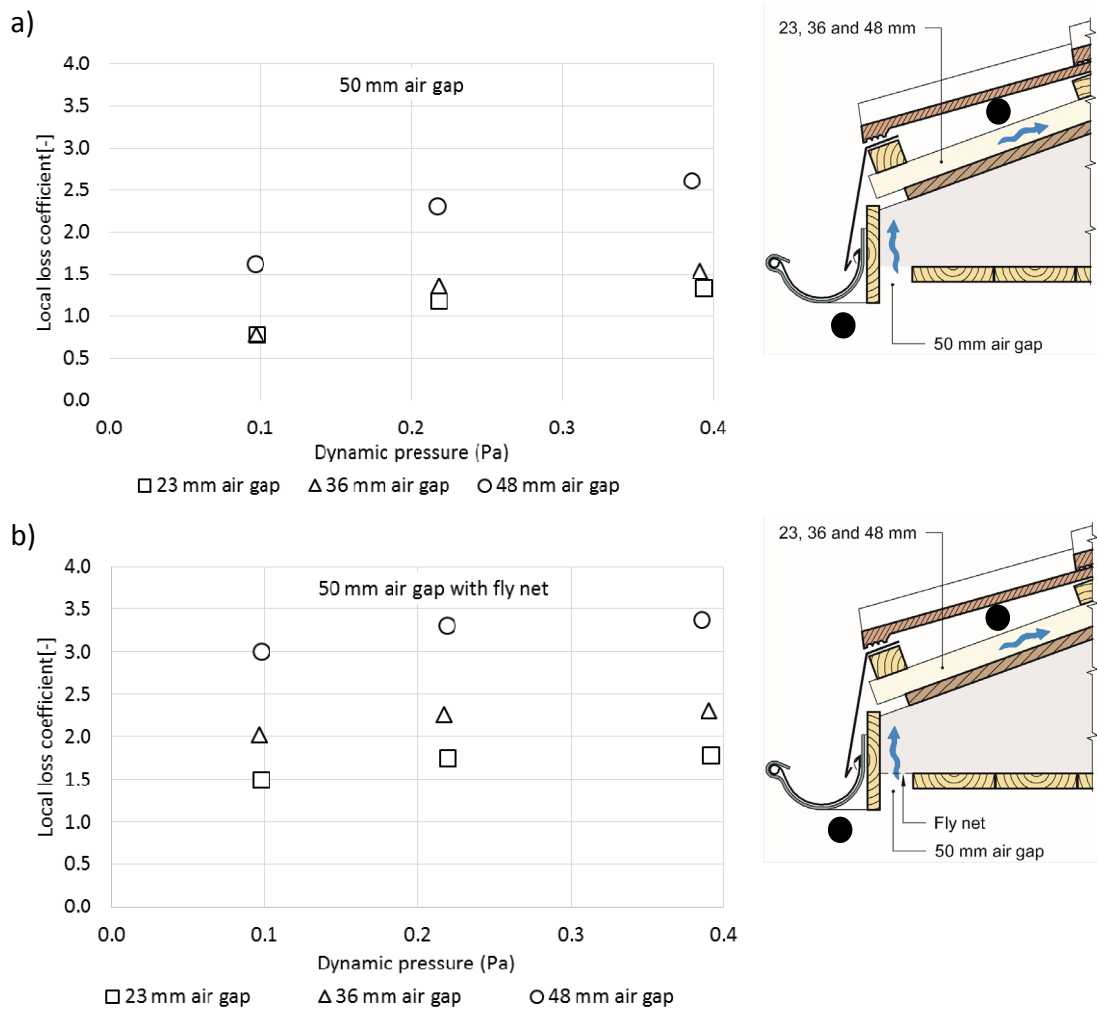 a)
50 mm air gap
Local loss coefficient[-]
4.0
3.5
3.0
2.5
2.0
1.5
1.0
0.5
0.0
0.0 0.1 0.2 0.3 0.4
Dynamic pressure (Pa)
23 mm air gap 36 mm air gap 48 mm air gap
23, 36 and 48 mm
50 mm air gap
b)
50 mm air gap with fly net
Local loss coefficient[-]
4.0
3.5
3.0
2.5
2.0
1.5
1.0
0.5
0.0
0.0 0.1 0.2 0.3 0.4
Dynamic pressure (Pa)
23 mm air gap 36 mm air gap 48 mm air gap
23, 36 and 48 mm
Fly net
50 mm air gap